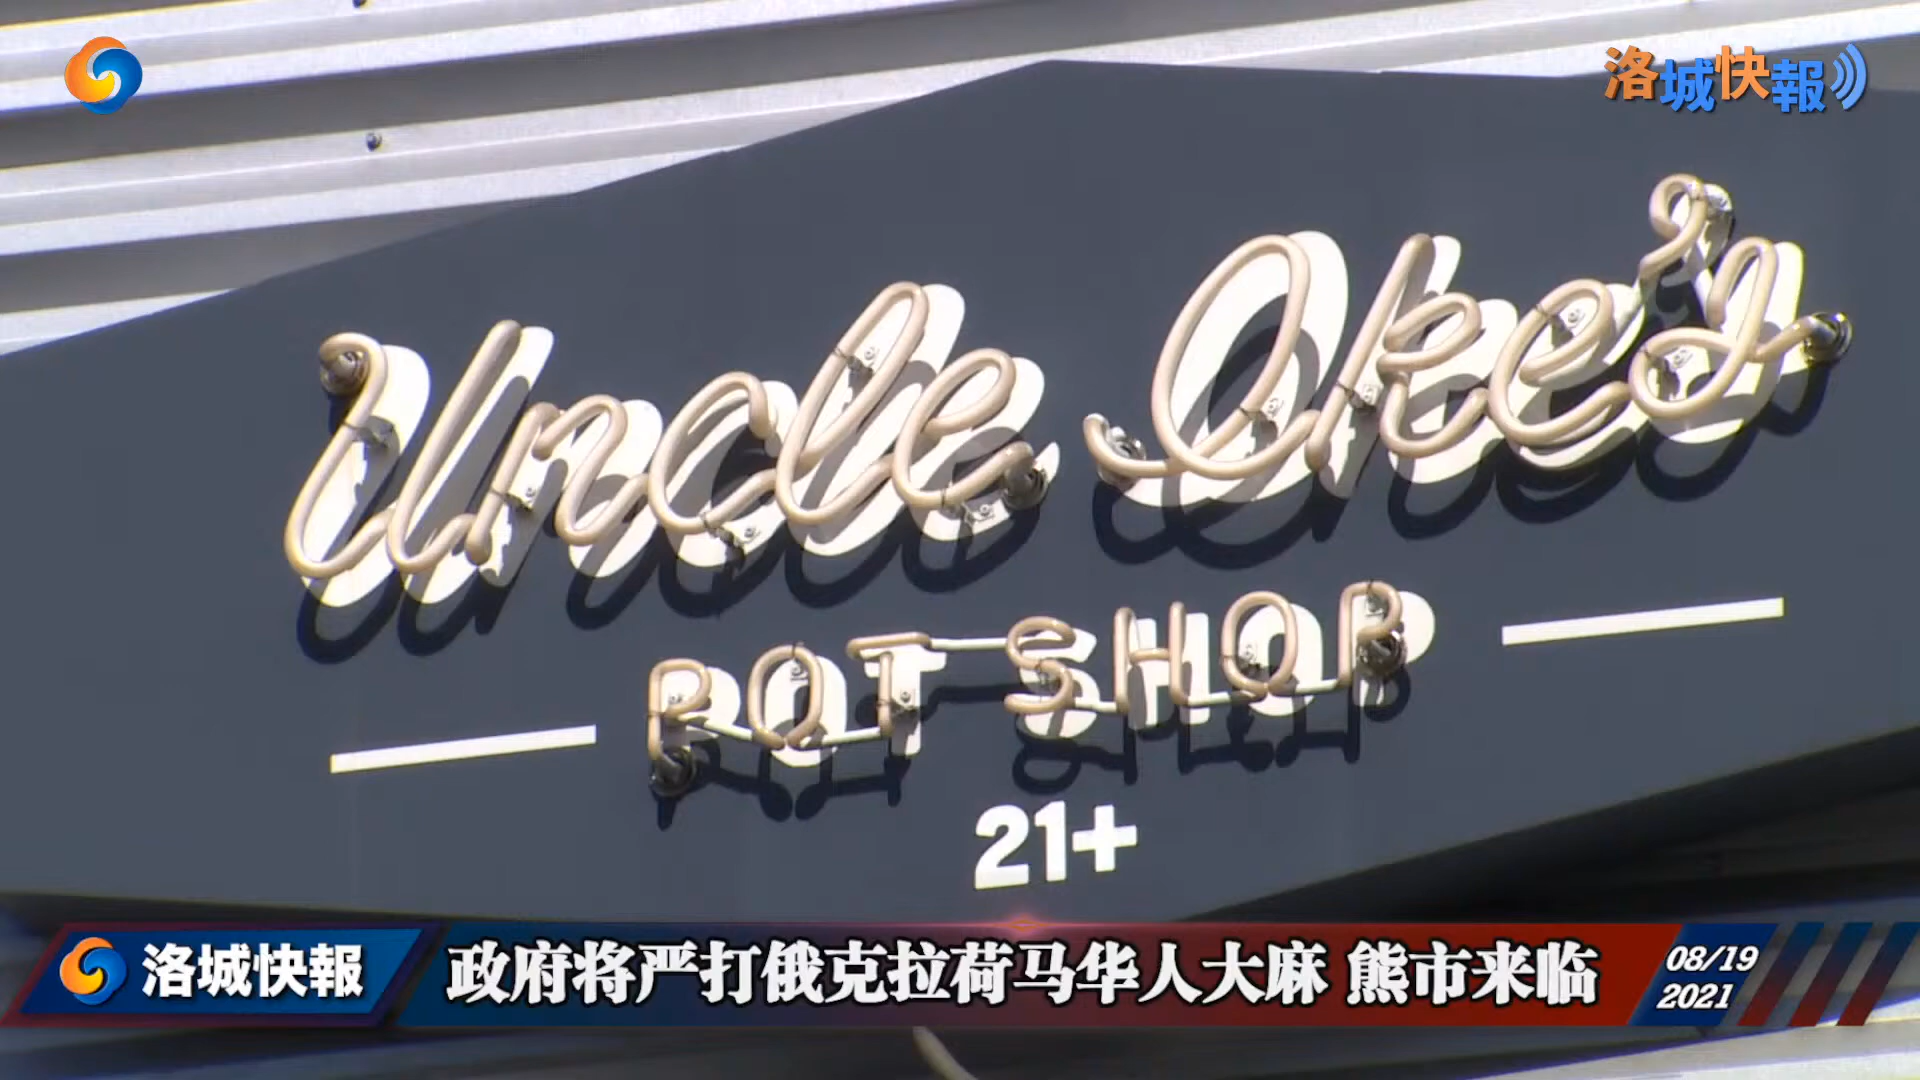 洛城快報
Uncle Ike's
POT SHOP
21+
洛城快報
政府将严打俄克拉荷马华人大麻 熊市来临
08/19
2021